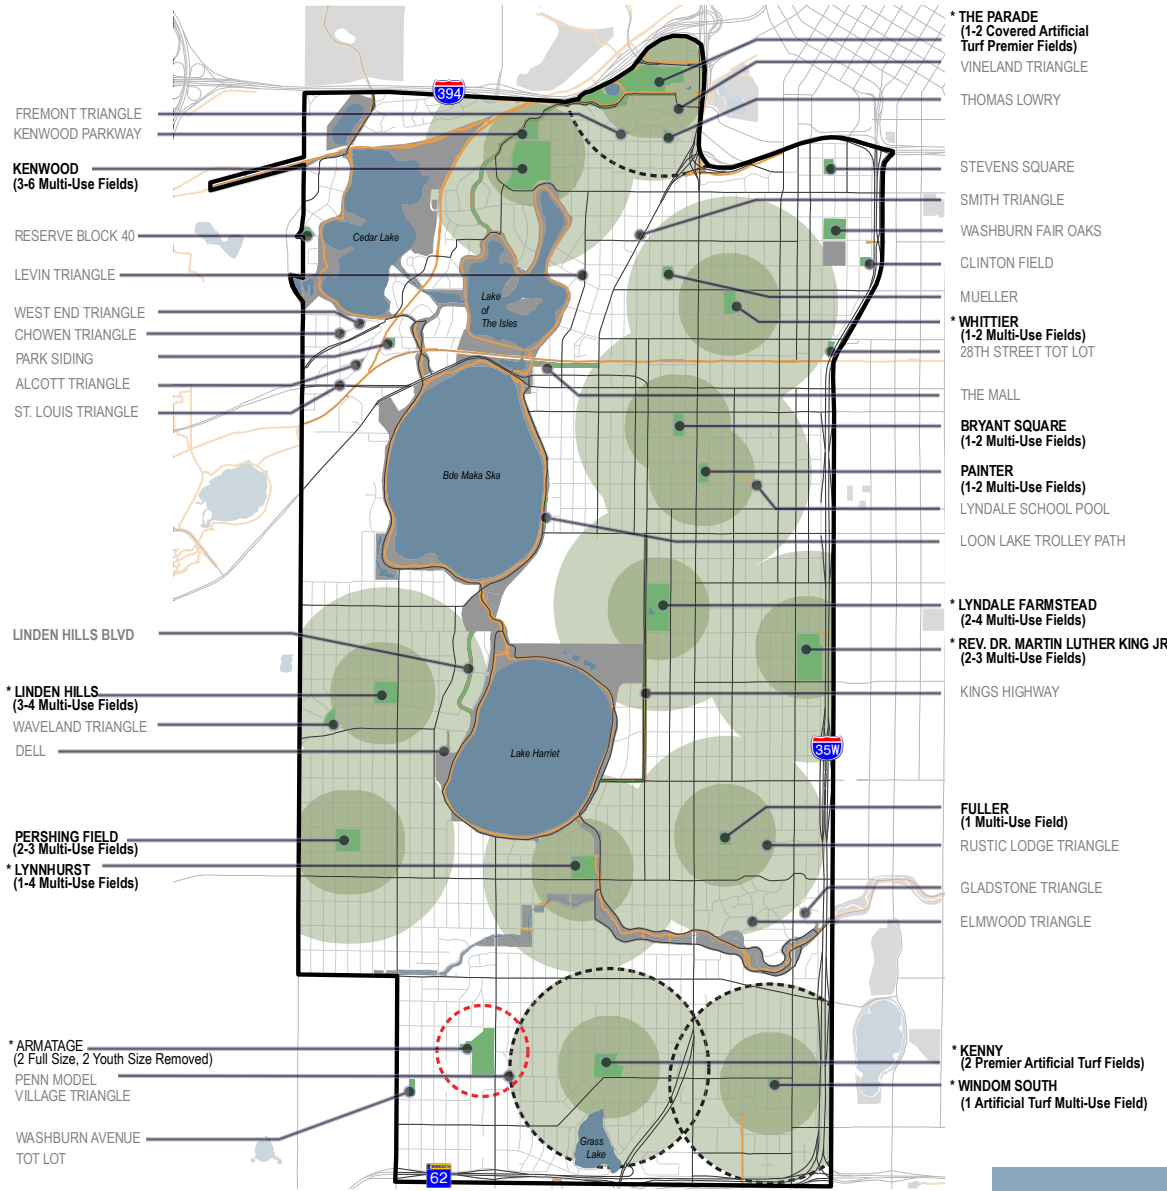 * THE PARADE
(1-2 Covered Artificial
Turf Premier Fields)
VINELAND TRIANGLE
THOMAS LOWRY
STEVENS SQUARE
SMITH TRIANGLE
WASHBURN FAIR OAKS
CLINTON FIELD
MUELLER
* WHITTIER
(1-2 Multi-Use Fields)
28TH STREET TOT LOT
THE MALL
BRYANT SQUARE
(1-2 Multi-Use Fields)
PAINTER
(1-2 Multi-Use Fields)
LYNDALE SCHOOL POOL
LOON LAKE TROLLEY PATH
* LYNDALE FARMSTEAD
(2-4 Multi-Use Fields)
* REV. DR. MARTIN LUTHER KING JR
(2-3 Multi-Use Fields)
KINGS HIGHWAY
FULLER
(1 Multi-Use Field)
RUSTIC LODGE TRIANGLE
GLADSTONE TRIANGLE
ELMWOOD TRIANGLE
* KENNY
(2 Premier Artificial Turf Fields)
* WINDOM SOUTH
(1 Artificial Turf Multi-Use Field)
FREMONT TRIANGLE
KENWOOD PARKWAY
KENWOOD
(3-6 Multi-Use Fields)
RESERVE BLOCK 40
LEVIN TRIANGLE
WEST END TRIANGLE
CHOWEN TRIANGLE
PARK SIDING
ALCOTT TRIANGLE
ST. LOUIS TRIANGLE
LINDEN HILLS BLVD
* LINDEN HILLS
(3-4 Multi-Use Fields)
WAVELAND TRIANGLE
DELL
PERSHING FIELD
(2-3 Multi-Use Fields)
* LYNNHURST
(1-4 Multi-Use Fields)
* ARMATAGE
(2 Full Size, 2 Youth Size Removed)
PENN MODEL
VILLAGE TRIANGLE
WASHBURN AVENUE
TOT LOT
394
Cedar Lake
Lake
of
The Isles
Bde Maka Ska
Lake Harriet
35W
Grass
Lake
62